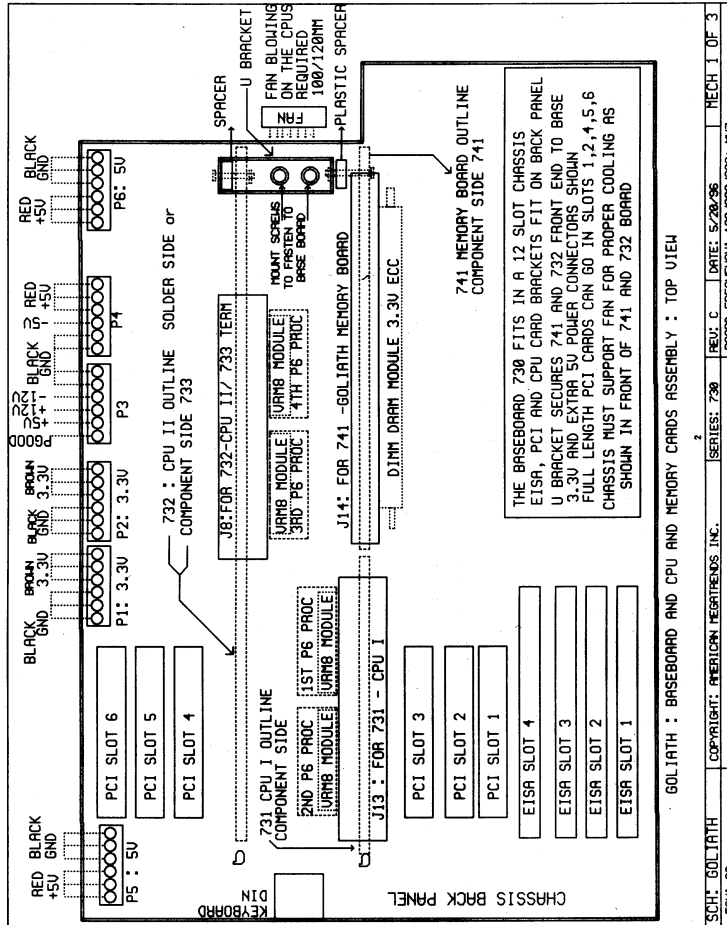 RED
+5V
BLACK
GND
P5 : 5V
BLACK
GND
BROWN
3.3V
P1: 3.3V
BLACK
GND
BROWN
3.3V
P2: 3.3V
PGOOD
+5V
+12V
-12V
BLACK
GND
P3
-5V
RED
+5V
P4
RED
+5V
BLACK
GND
P6: 5V
PCI SLOT 6
PCI SLOT 5
PCI SLOT 4
732 : CPU II OUTLINE SOLDER SIDE or
COMPONENT SIDE 733
SPACER
U BRACKET
FAN BLOWING
ON THE CPUS
REQUIRED
100/120MM
FAN
PLASTIC SPACER
J8:FOR 732-CPU II/ 733 TERM
VRM8 MODULE
3RD P6 PROC
VRM8 MODULE
4TH P6 PROC
MOUNT SCREWS
TO FASTEN TO
BASE BOARD
KEYBOARD
DIN
731 CPU I OUTLINE
COMPONENT SIDE
2ND P6 PROC
VRM8 MODULE
1ST P6 PROC
VRM8 MODULE
J13 : FOR 731 - CPU I
J14: FOR 741 -GOLIATH MEMORY BOARD
DIMM DRAM MODULE 3.3V ECC
741 MEMORY BOARD OUTLINE
COMPONENT SIDE 741
CHASSIS BACK PANEL
PCI SLOT 3
PCI SLOT 2
PCI SLOT 1
EISA SLOT 4
EISA SLOT 3
EISA SLOT 2
EISA SLOT 1
THE BASEBOARD 730 FITS IN A 12 SLOT CHASSIS
EISA, PCI AND CPU CARD BRACKETS FIT ON BACK PANEL
U BRACKET SECURES 741 AND 732 FRONT END TO BASE
3.3V AND EXTRA 5V POWER CONNECTORS SHOWN
FULL LENGTH PCI CARDS CAN GO IN SLOTS 1,2,4,5,6
CHASSIS MUST SUPPORT FAN FOR PROPER COOLING AS
SHOWN IN FRONT OF 741 AND 732 BOARD
GOLIATH : BASEBOARD AND CPU AND MEMORY CARDS ASSEMBLY : TOP VIEW
2
SCH: GOLIATH
COPYRIGHT: AMERICAN MEGATRENDS INC.
SERIES: 730
REV: C
DATE: 5/20/96
MECH 1 OF 3